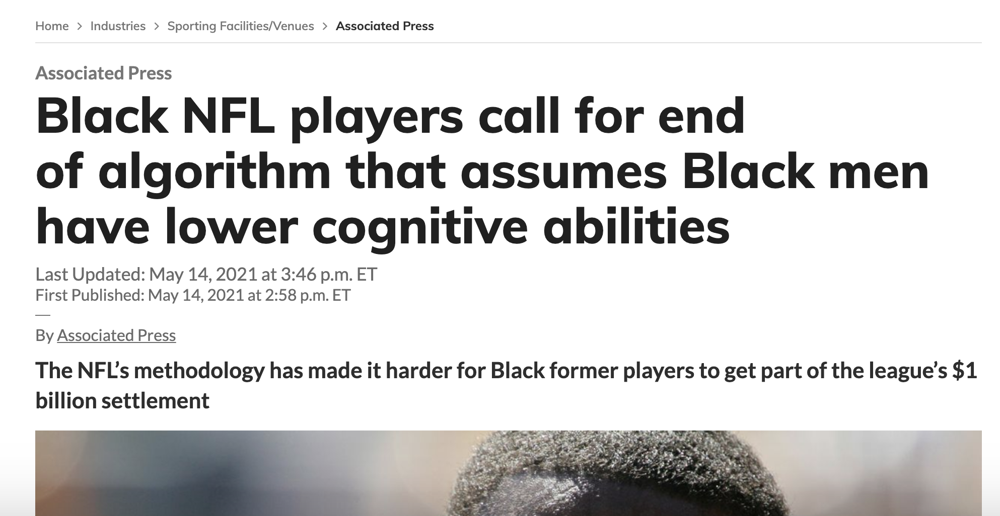 Home > Industries > Sporting Facilities/Venues > Associated Press
Associated Press
Black NFL players call for end
of algorithm that assumes Black men
have lower cognitive abilities
Last Updated: May 14, 2021 at 3:46 p.m. ET
First Published: May 14, 2021 at 2:58 p.m. ET
By Associated Press
The NFL’s methodology has made it harder for Black former players to get part of the league’s $1
billion settlement